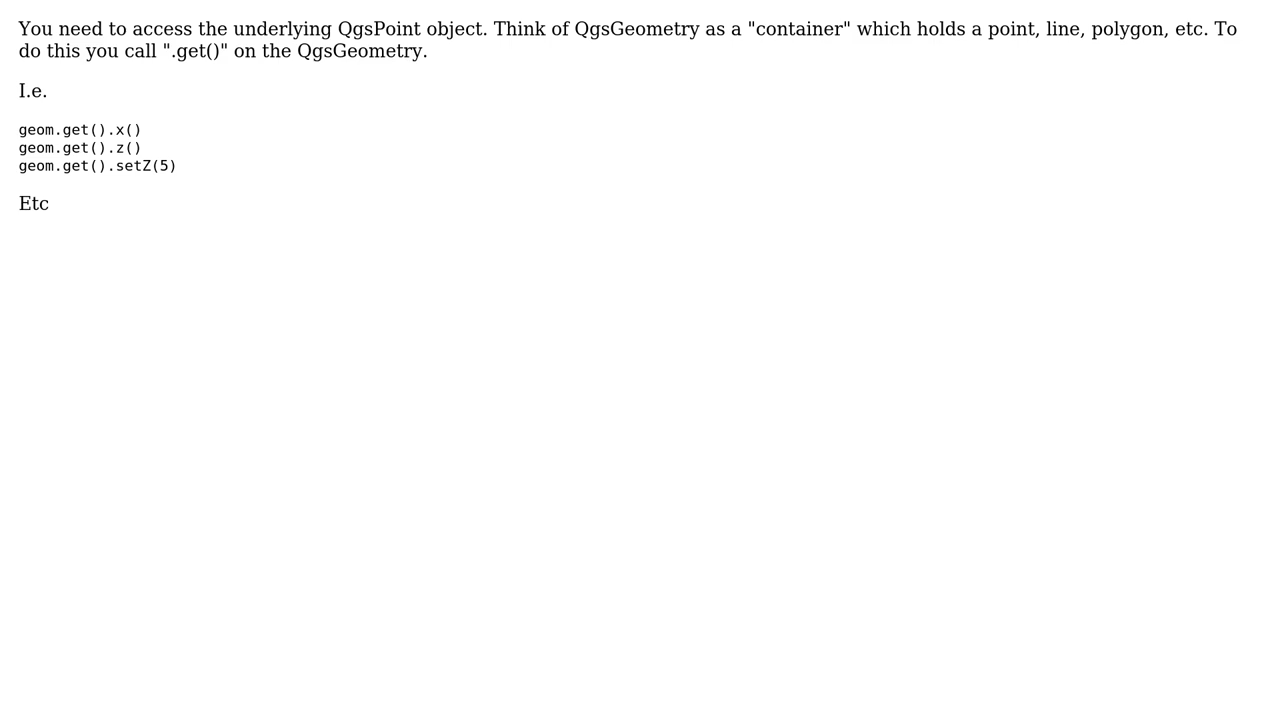 You need to access the underlying QgsPoint object. Think of QgsGeometry as a "container" which holds a point, line, polygon, etc. To
do this you call ".get()" on the QgsGeometry.
I.e.
geom.get().x()
geom.get().z()
geom.get().setZ(5)
Etc